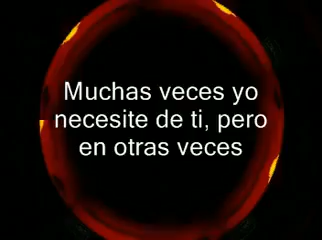 Muchas veces yo
necesite de ti, pero
en otras veces